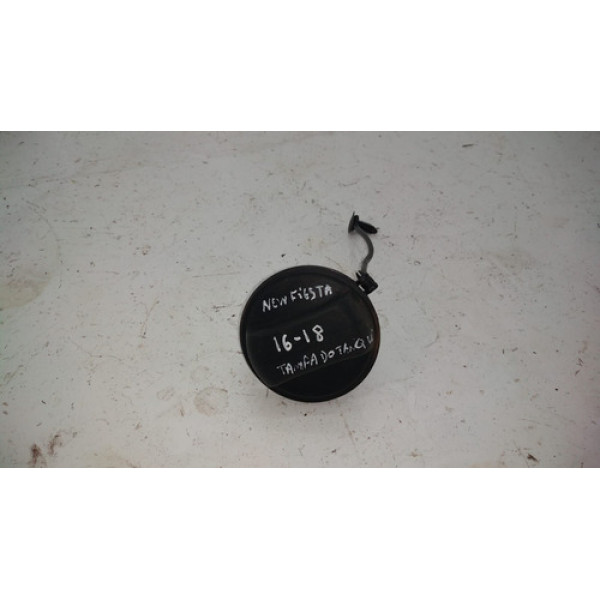 NEW FiESTA
16-18
TAMPA DO TANQUE